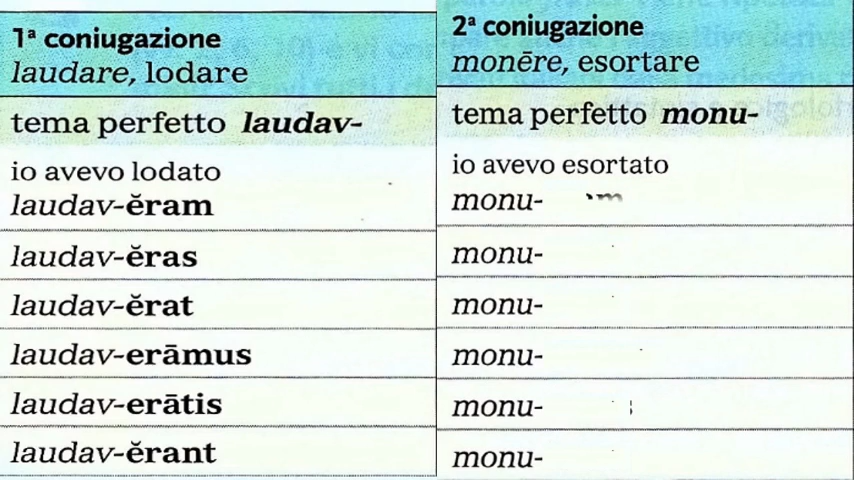 1ª coniugazione
laudare, lodare
tema perfetto laudav-
io avevo lodato
laudav-ĕram
laudav-ĕras
laudav-ĕrat
laudav-erāmus
laudav-erātis
laudav-ĕrant
2ª coniugazione
monēre, esortare
tema perfetto monu-
io avevo esortato
monu-
monu-
monu-
monu-
monu-
monu-